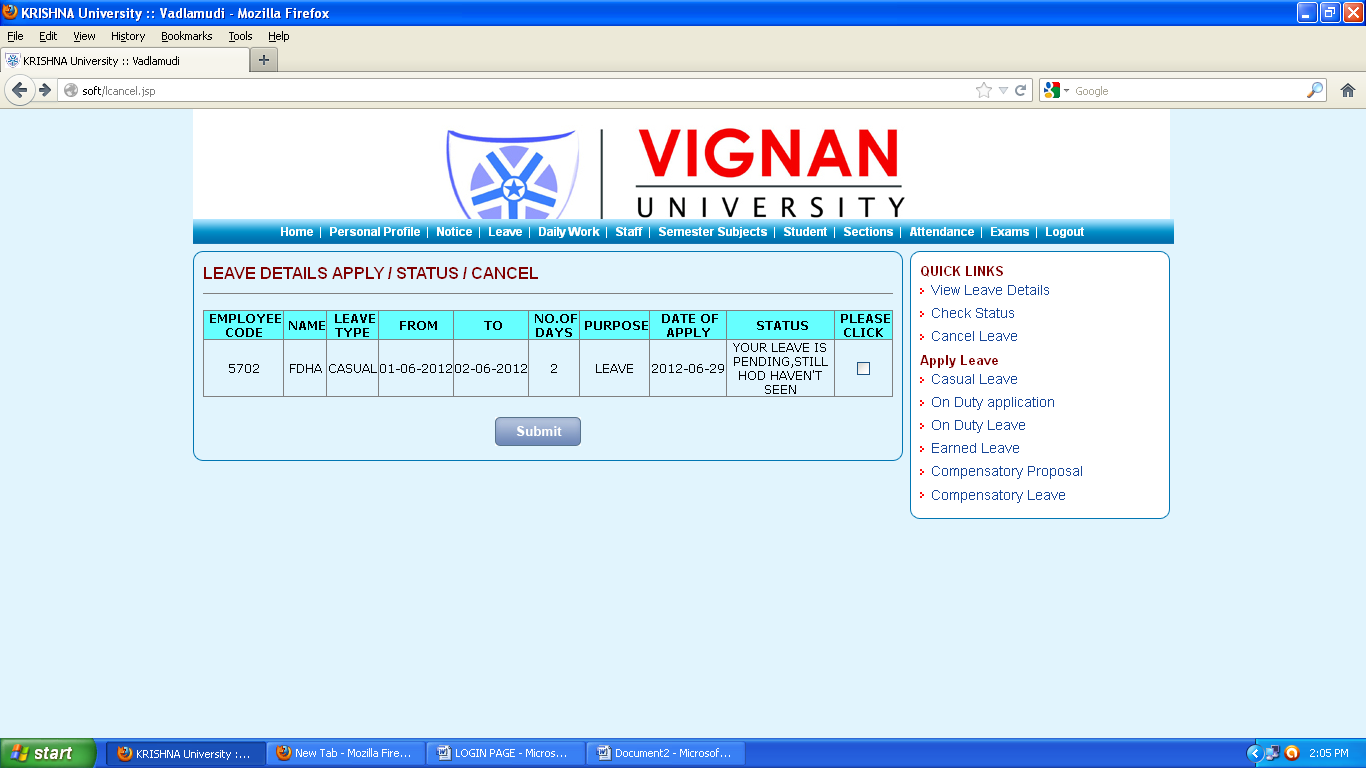 KRISHNA University :: Vadlamudi - Mozilla Firefox
File Edit View History Bookmarks Tools Help
KRISHNA University :: Vadlamudi
soft/lcancel.jsp
Google
VIGNAN
UNIVERSITY
Home | Personal Profile | Notice | Leave | Daily Work | Staff | Semester Subjects | Student | Sections | Attendance | Exams | Logout
LEAVE DETAILS APPLY / STATUS / CANCEL
EMPLOYEE CODE NAME LEAVE TYPE FROM TO NO.OF DAYS PURPOSE DATE OF APPLY STATUS PLEASE CLICK
5702 FDHA CASUAL 01-06-2012 02-06-2012 2 LEAVE 2012-06-29 YOUR LEAVE IS PENDING,STILL HOD HAVEN'T SEEN
Submit
QUICK LINKS
View Leave Details
Check Status
Cancel Leave
Apply Leave
Casual Leave
On Duty application
On Duty Leave
Earned Leave
Compensatory Proposal
Compensatory Leave
start
KRISHNA University :...
New Tab - Mozilla Fire...
LOGIN PAGE - Micros...
Document2 - Microsof...
2:05 PM